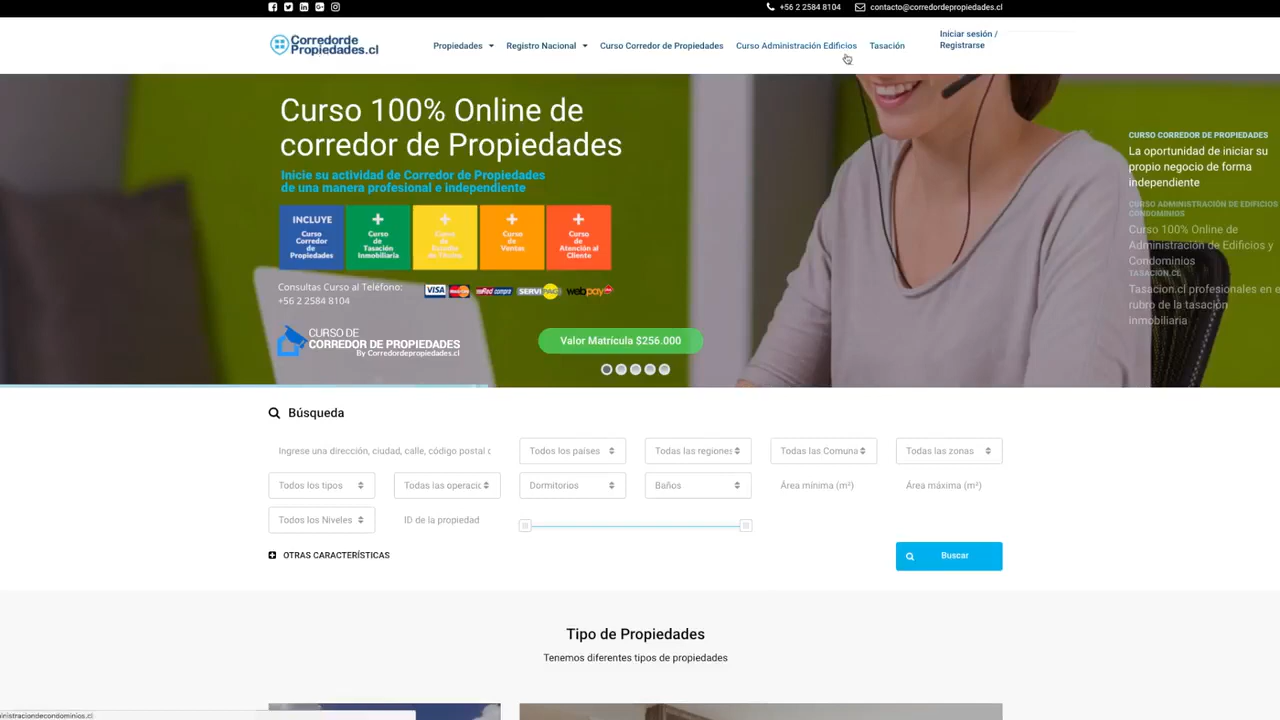 +56 2 2584 8104
contacto@corredordepropiedades.cl
Corredorde
Propiedades.cl
Propiedades
Registro Nacional
Curso Corredor de Propiedades
Curso Administración Edificios
Tasación
Iniciar sesión /
Registrarse
Curso 100% Online de
corredor de Propiedades
Inicie su actividad de Corredor de Propiedades
de una manera profesional e independiente
INCLUYE
Curso
Corredor
de
Propiedades
+
Curso
de
Tasación
Inmobiliaria
+
Curso
+
Curso
de
Ventas
+
Curso
de
Atención al
Cliente
Consultas Curso al Teléfono:
+56 2 2584 8104
VISA
MasterCard
RedCompra
SERVIPAG
webpay
CURSO DE
CORREDOR DE PROPIEDADES
By Corredordepropiedades.cl
Valor Matrícula $256.000
CURSO CORREDOR DE PROPIEDADES
La oportunidad de iniciar su
propio negocio de forma
independiente
CURSO ADMINISTRACIÓN DE EDIFICIOS
CONDOMINIOS
Curso 100% Online de
Administración de Edificios y
Condominios
TASACIÓN.CL
Tasacion.cl profesionales en e
rubro de la tasación
inmobiliaria
Búsqueda
Ingrese una dirección, ciudad, calle, código postal o
Todos los países
Todas las regiones
Todas las Comuna
Todas las zonas
Todos los tipos
Todas las operacio
Dormitorios
Baños
Área mínima (m²)
Área máxima (m²)
Todos los Niveles
ID de la propiedad
OTRAS CARACTERÍSTICAS
Buscar
Tipo de Propiedades
Tenemos diferentes tipos de propiedades
nistraciondecondominios.cl